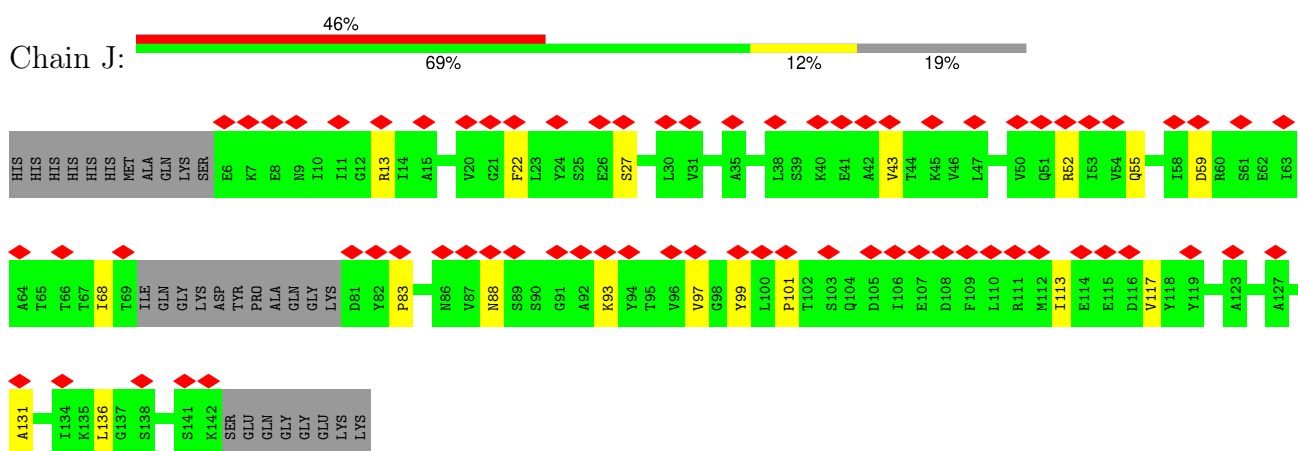 46%
Chain J:
69% 12% 19%
HIS HIS HIS HIS HIS HIS MET ALA GLN LYS SER E6 K7 E8 N9 I10 I11 G12 R13 I14 A15 V20 G21 F22 L23 Y24 S25 E26 S27 L30 V31 A35 L38 S39 K40 E41 A42 V43 T44 K45 V46 L47 V50 Q51 R52 I53 V54 Q55 I58 D59 R60 S61 E62 I63
A64 T65 T66 T67 I68 T69 ILE GLN GLY LYS ASP TYR PRO ALA GLN GLY LYS D81 Y82 P83 N86 V87 N88 S89 S90 G91 A92 K93 Y94 T95 V96 V97 G98 Y99 L100 P101 T102 S103 Q104 D105 I106 E107 D108 F109 L110 R111 M112 I113 E114 E115 D116 V117 Y118 Y119 A123 A127
A131 I134 K135 L136 G137 S138 S141 K142 SER GLU GLN GLY GLY GLU LYS LYS